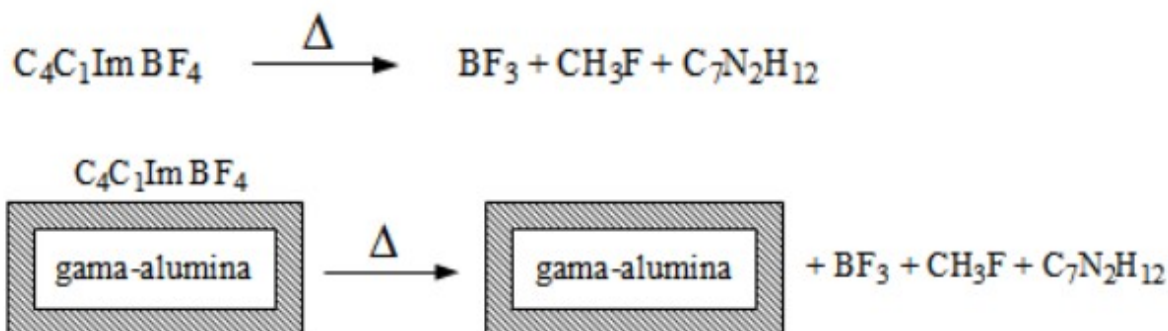 C₄C₁Im BF₄ Δ BF₃ + CH₃F + C₇N₂H₁₂
C₄C₁Im BF₄
gama-alumina Δ gama-alumina + BF₃ + CH₃F + C₇N₂H₁₂